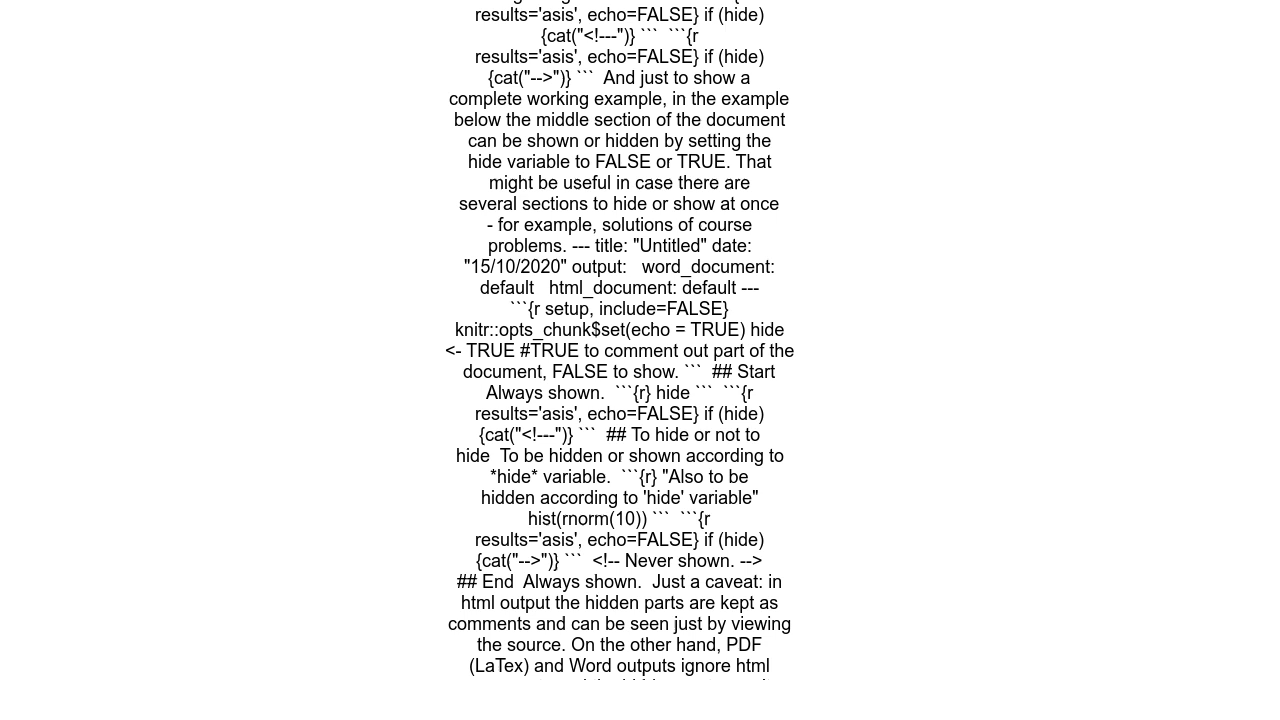 results='asis', echo=FALSE} if (hide)
{cat("<!---")} ``` ```{r
results='asis', echo=FALSE} if (hide)
{cat("-->")} ``` And just to show a
complete working example, in the example
below the middle section of the document
can be shown or hidden by setting the
hide variable to FALSE or TRUE. That
might be useful in case there are
several sections to hide or show at once
- for example, solutions of course
problems. --- title: "Untitled" date:
"15/10/2020" output: word_document:
default html_document: default ---
```{r setup, include=FALSE}
knitr::opts_chunk$set(echo = TRUE) hide
<- TRUE #TRUE to comment out part of the
document, FALSE to show. ``` ## Start
Always shown. ```{r} hide ``` ```{r
results='asis', echo=FALSE} if (hide)
{cat("<!---")} ``` ## To hide or not to
hide To be hidden or shown according to
*hide* variable. ```{r} "Also to be
hidden according to 'hide' variable"
hist(rnorm(10)) ``` ```{r
results='asis', echo=FALSE} if (hide)
{cat("-->")} ``` <!-- Never shown. -->
## End Always shown. Just a caveat: in
html output the hidden parts are kept as
comments and can be seen just by viewing
the source. On the other hand, PDF
(LaTex) and Word outputs ignore html